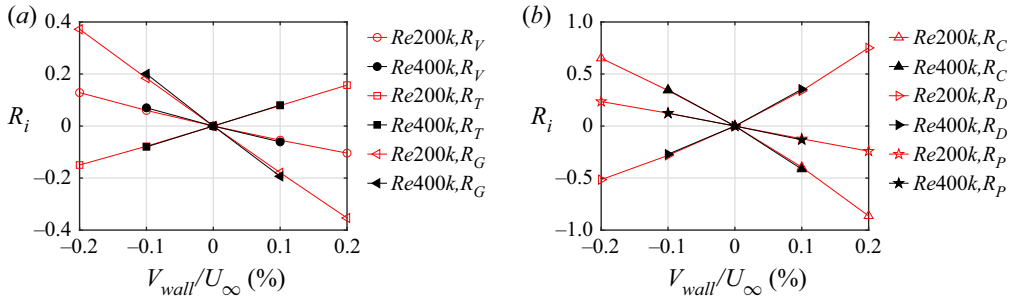 (a)
0.4
0.2
0
−0.2
−0.4
R_i
−0.2 −0.1 0 0.1 0.2
V_wall/U_∞ (%)
Re200k,R_V
Re400k,R_V
Re200k,R_T
Re400k,R_T
Re200k,R_G
Re400k,R_G
(b)
1.0
0.5
0
−0.5
−1.0
R_i
−0.2 −0.1 0 0.1 0.2
V_wall/U_∞ (%)
Re200k,R_C
Re400k,R_C
Re200k,R_D
Re400k,R_D
Re200k,R_P
Re400k,R_P